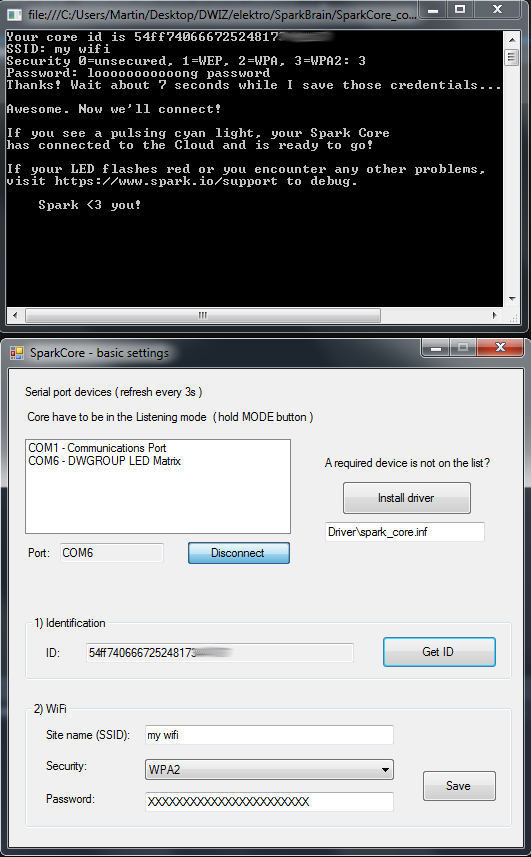 file:///C:/Users/Martin/Desktop/DWIZ/elektro/SparkBrain/SparkCore_co...
Your core id is 54ff74066672524817
SSID: my wifi
Security 0=unsecured, 1=WEP, 2=WPA, 3=WPA2: 3
Password: looooooooooong password
Thanks! Wait about 7 seconds while I save those credentials...
Awesome. Now we'll connect!
If you see a pulsing cyan light, your Spark Core
has connected to the Cloud and is ready to go!
If your LED flashes red or you encounter any other problems,
visit https://www.spark.io/support to debug.
Spark <3 you!
SparkCore - basic settings
Serial port devices ( refresh every 3s )
Core have to be in the Listening mode ( hold MODE button )
COM1 - Communications Port
COM6 - DWGROUP LED Matrix
A required device is not on the list?
Install driver
Driver\spark_core.inf
Port: COM6 Disconnect
1) Identification
ID: 54ff740666725248173 Get ID
2) WiFi
Site name (SSID): my wifi
Security: WPA2
Save
Password: XXXXXXXXXXXXXXXXXXXXXXX